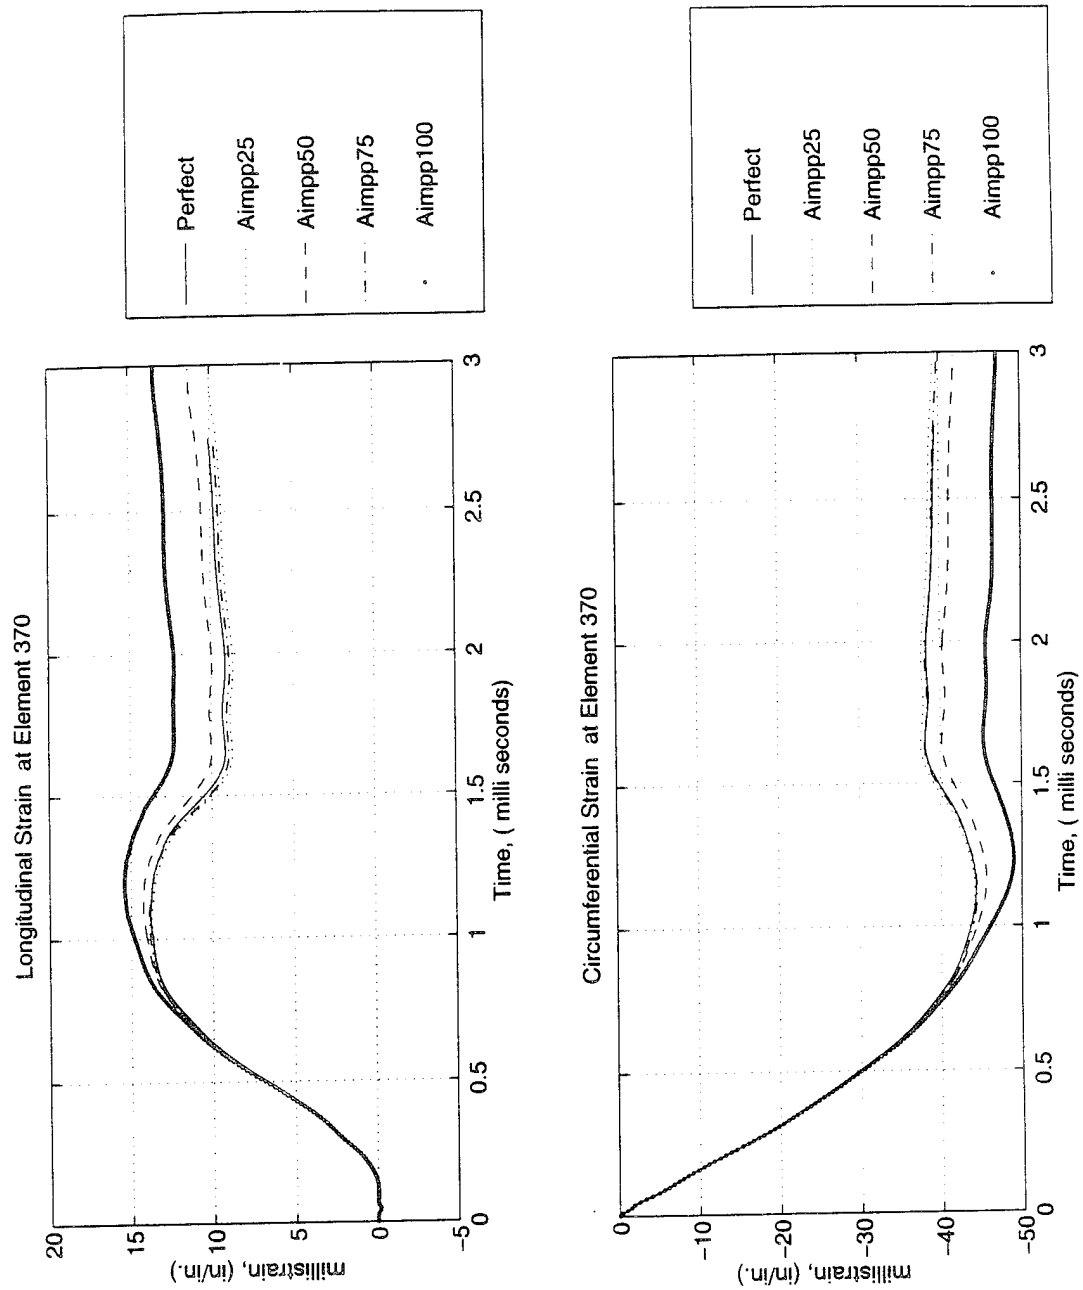 Longitudinal Strain at Element 370
20
15
10
5
0
-5
millistrain, (in/in.)
0
0.5
1
1.5
2
2.5
3
Time, ( milli seconds)
Perfect
Aimpp25
Aimpp50
Aimpp75
Aimpp100
Circumferential Strain at Element 370
0
-10
-20
-30
-40
-50
millistrain, (in/in.)
0
0.5
1
1.5
2
2.5
3
Time, ( milli seconds)
Perfect
Aimpp25
Aimpp50
Aimpp75
Aimpp100